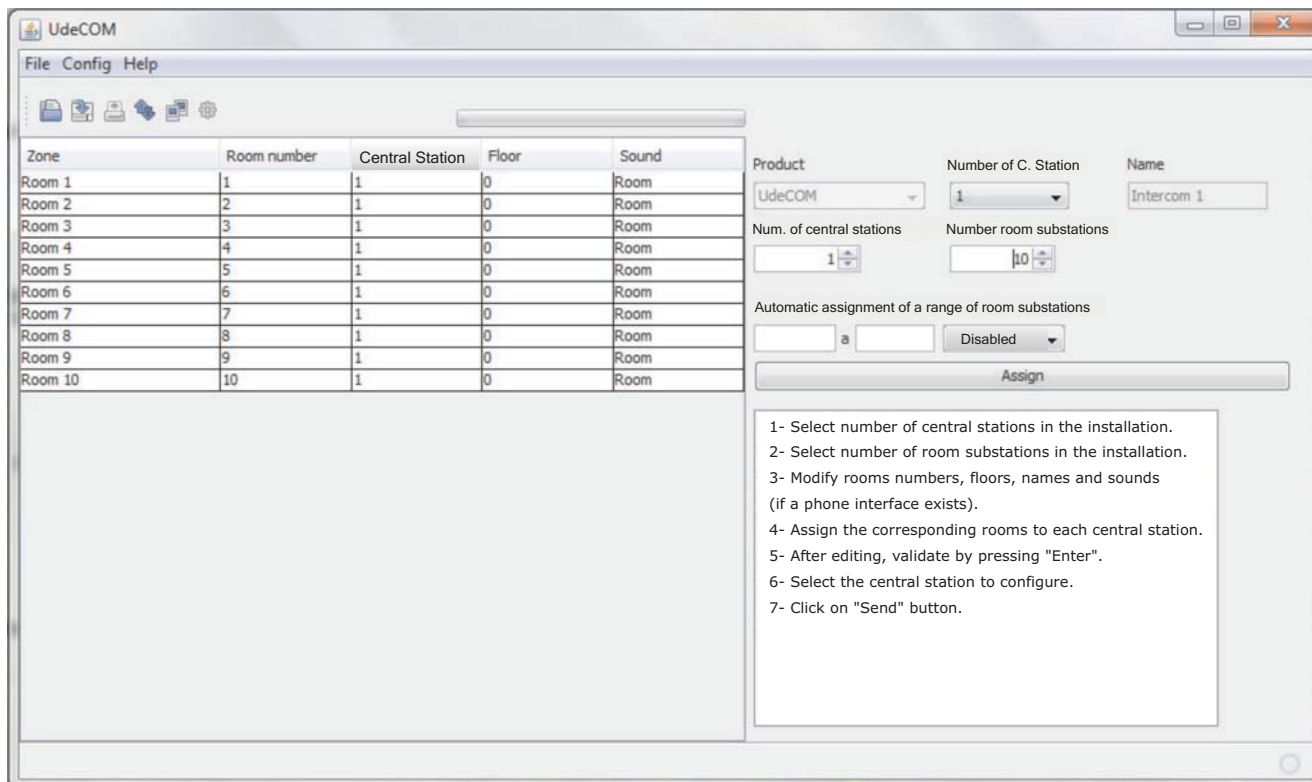 UdeCOM
File Config Help
Zone Room number Central Station Floor Sound
Room 1 1 1 0 Room
Room 2 2 1 0 Room
Room 3 3 1 0 Room
Room 4 4 1 0 Room
Room 5 5 1 0 Room
Room 6 6 1 0 Room
Room 7 7 1 0 Room
Room 8 8 1 0 Room
Room 9 9 1 0 Room
Room 10 10 1 0 Room
Product Number of C. Station Name
UdeCOM 1 Intercom 1
Num. of central stations Number room substations
1 10
Automatic assignment of a range of room substations
a Disabled
Assign
1- Select number of central stations in the installation.
2- Select number of room substations in the installation.
3- Modify rooms numbers, floors, names and sounds
(if a phone interface exists).
4- Assign the corresponding rooms to each central station.
5- After editing, validate by pressing "Enter".
6- Select the central station to configure.
7- Click on "Send" button.